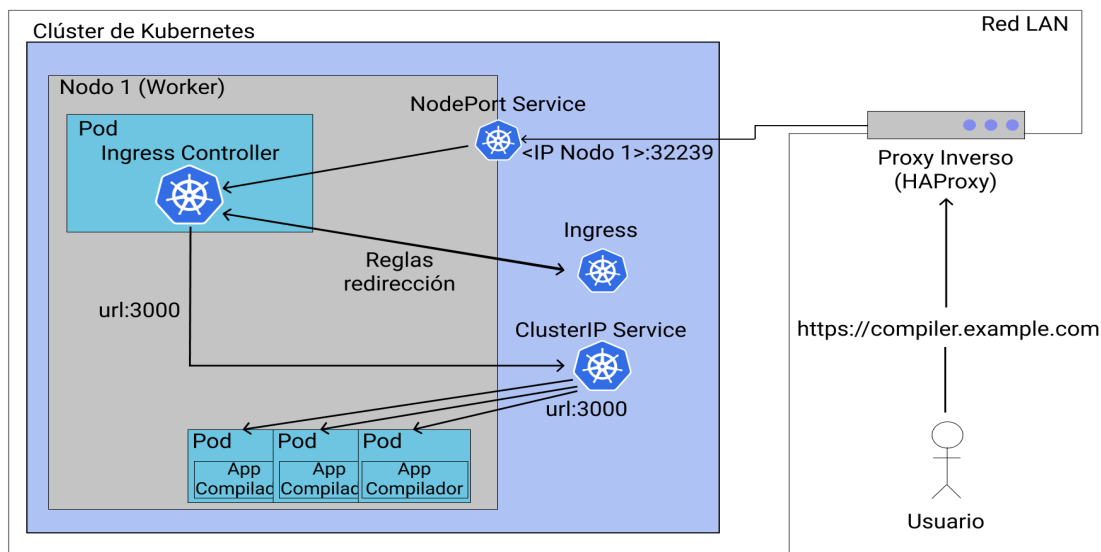 Red LAN
Clúster de Kubernetes
Nodo 1 (Worker)
NodePort Service
Pod
Ingress Controller
<IP Nodo 1>:32239
Proxy Inverso
(HAProxy)
Ingress
Reglas
redirección
url:3000
ClusterIP Service
https://compiler.example.com
url:3000
Pod
Pod
Pod
App
Compilad
App
Compilad
App
Compilador
Usuario